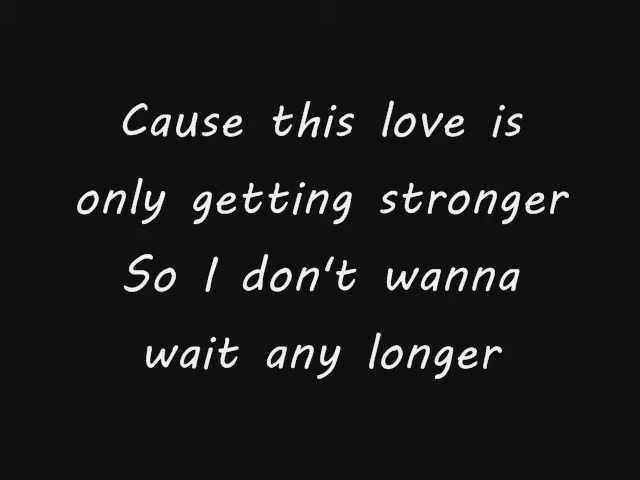 Cause this love is
only getting stronger
So I don't wanna
wait any longer